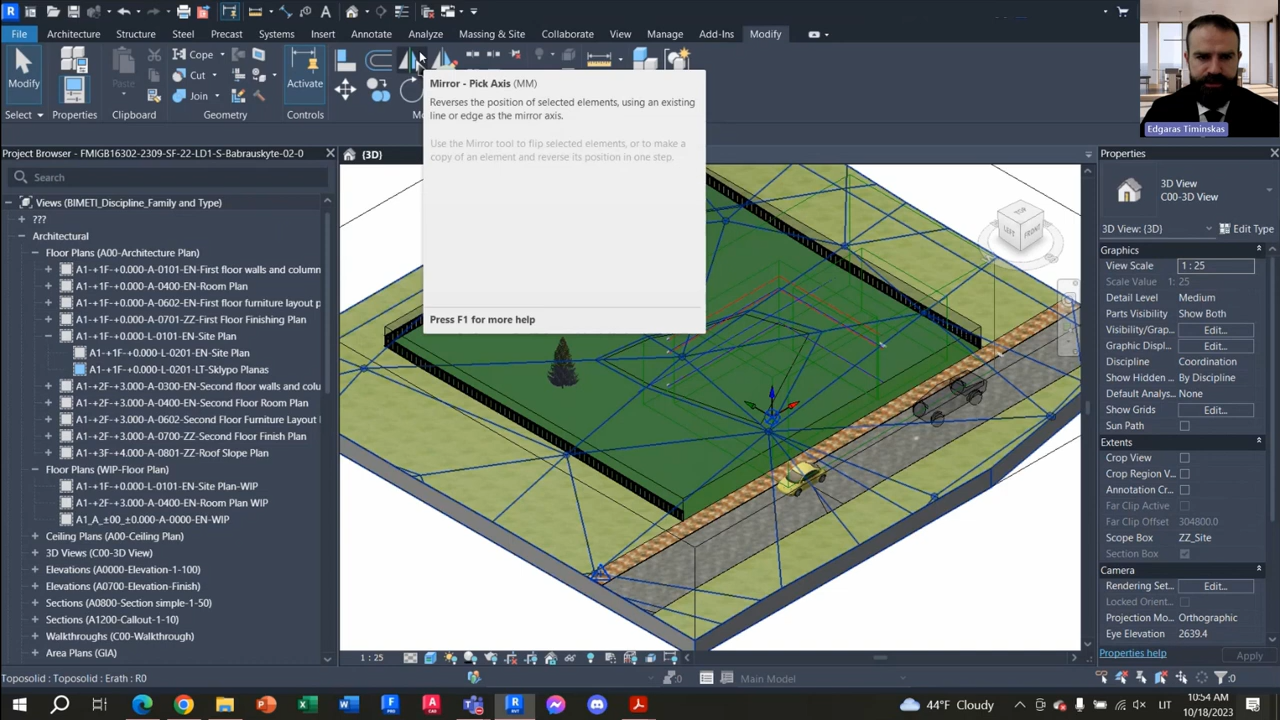 File Architecture Structure Steel Precast Systems Insert Annotate Analyze Massing & Site Collaborate View Manage Add-Ins Modify
Modify Paste Cope Cut Join Activate
Select Properties Clipboard Geometry Controls
Mirror - Pick Axis (MM)
Reverses the position of selected elements, using an existing
line or edge as the mirror axis.
Use the Mirror tool to flip selected elements, or to make a
copy of an element and reverse its position in one step.
Press F1 for more help
Edgaras Timinskas
Project Browser - FMIGB16302-2309-SF-22-LD1-S-Babrauskyte-02-0
Search
Views (BIMETI_Discipline_Family and Type)
???
Architectural
Floor Plans (A00-Architecture Plan)
A1-+1F-+0.000-A-0101-EN-First floor walls and column
A1-+1F-+0.000-A-0400-EN-Room Plan
A1-+1F-+0.000-A-0602-EN-First floor furniture layout p
A1-+1F-+0.000-A-0701-ZZ-First Floor Finishing Plan
A1-+1F-+0.000-L-0101-EN-Site Plan
A1-+1F-+0.000-L-0201-EN-Site Plan
A1-+1F-+0.000-L-0201-LT-Sklypo Planas
A1-+2F-+3.000-A-0300-EN-Second floor walls and
A1-+2F-+3.000-A-0400-EN-Second Floor Room Plan
A1-+2F-+3.000-A-0602-EN-Second Floor Furniture Layout
A1-+2F-+3.000-A-0700-ZZ-Second Floor Finish Plan
A1-+2F-+3.000-A-0801-ZZ-Roof Slope Plan
Floor Plans (WIP-Floor Plan)
A1-+1F-+0.000-L-0101-EN-Site Plan-WIP
A1-+2F-+3.000-A-0400-EN-Room Plan WIP
A1_A_±00_±0.000-A-0000-EN-WIP
Ceiling Plans (A00-Ceiling Plan)
3D Views (C00-3D View)
Elevations (A0000-Elevation-1-100)
Elevations (A0700-Elevation-Finish)
Sections (A0000-Section simple-1-50)
Sections (A1200-Callout-1-10)
Walkthroughs (C00-Walkthrough)
Area Plans (GIA)
(3D)
TOP
LEFT FRONT
Properties
3D View
C00-3D View
3D View: (3D) Edit Type
Graphics
View Scale 1 : 25
Scale Value 1: 25
Detail Level Medium
Parts Visibility Show Both
Visibility/Grap... Edit...
Graphic Displ... Edit...
Discipline Coordination
Show Hidden ... By Discipline
Default Analys... None
Show Grids Edit...
Sun Path
Extents
Crop View
Crop Region V...
Annotation Cr...
Far Clip Active
Far Clip Offset 304800.0
Scope Box ZZ_Site
Section Box
Camera
Rendering Set... Edit...
Locked Orient...
Projection Mo... Orthographic
Eye Elevation 2639.4
Properties help Apply
1 : 25
Toposolid : Toposolid : Erath : R0
:0 Main Model :0
44°F Cloudy LIT 10:54 AM
10/18/2023